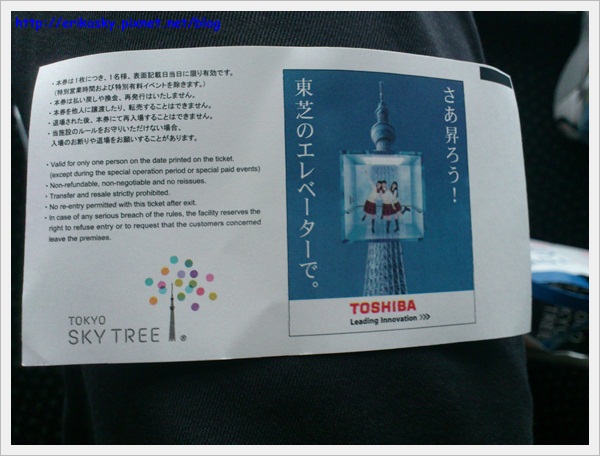 http://erihasky.pixnet.net/blog
・本券は1枚につき、1名様、表面記載日当日に限り有効です。
(特別営業時間および特別有料イベントを除きます。)
・本券は払い戻しや換金、再発行はいたしません。
・本券を他人に譲渡したり、転売することはできません。
・退場された後、本券にて再入場することはできません。
・当施設のルールをお守りいただけない場合、
入場のお断りや退場をお願いすることがあります。
・Valid for only one person on the date printed on the ticket.
(except during the special operation period or special paid events)
・Non-refundable, non-negotiable and no reissues.
・Transfer and resale strictly prohibited.
・No re-entry permitted with this ticket after exit.
・In case of any serious breach of the rules, the facility reserves the
right to refuse entry or to request that the customers concerned
leave the premises.
TOKYO
SKY TREE ®
さあ昇ろう!
東芝のエレベーターで。
TOSHIBA
Leading Innovation >>>